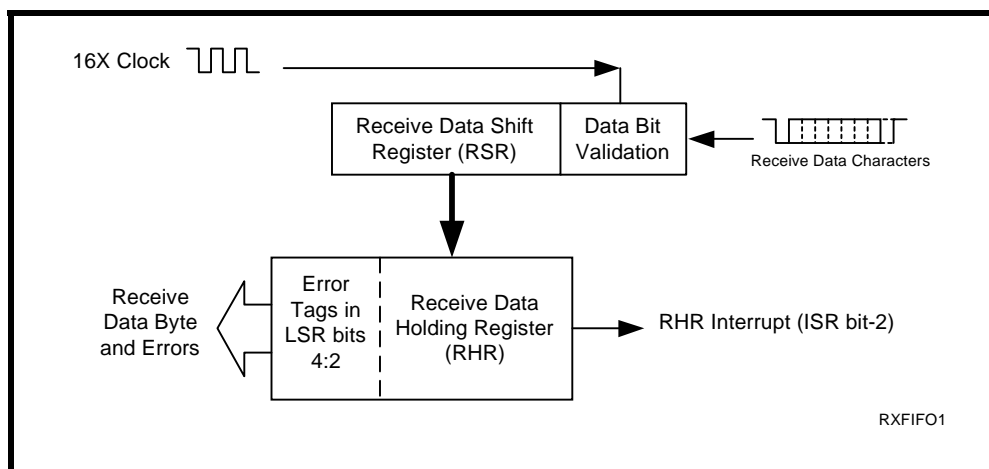 16X Clock
Receive Data Shift
Register (RSR)
Data Bit
Validation
Receive Data Characters
Receive
Data Byte
and Errors
Error
Tags in
LSR bits
4:2
Receive Data
Holding Register
(RHR)
RHR Interrupt (ISR bit-2)
RXFIFO1